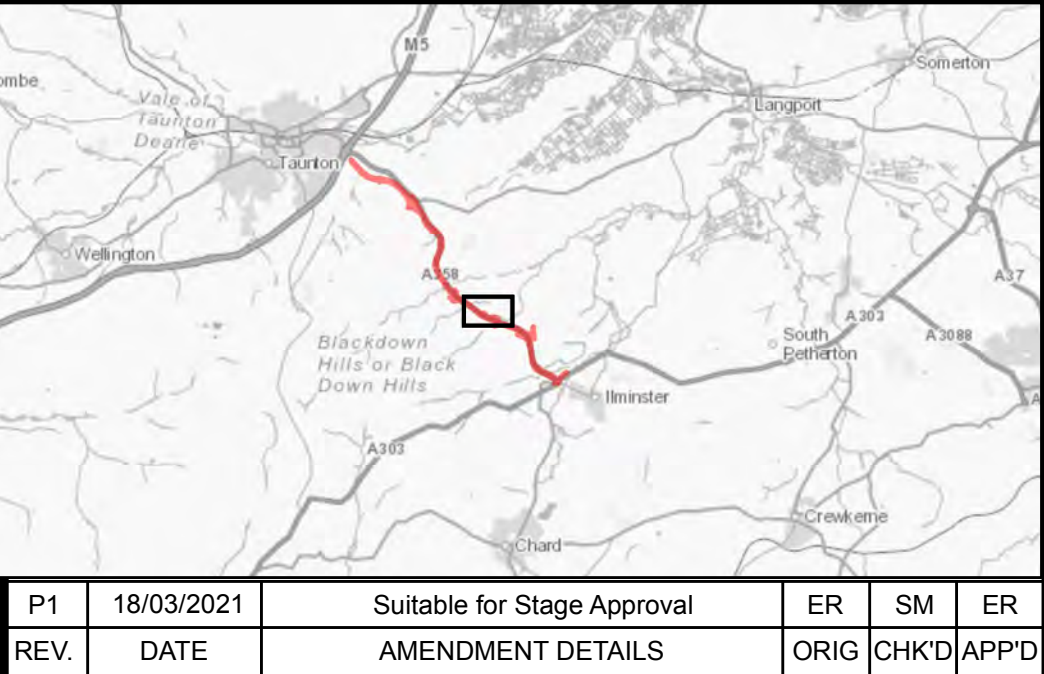 M5
Somerton
ombe
Vale of
Taunton
Deane
Langport
Taunton
Wellington
A358
A37
A303
South
Petherton
A3088
Blackdown
Hills or Black
Down Hills
Ilminster
A303
Crewkerne
Chard
P1 18/03/2021 Suitable for Stage Approval ER SM ER
REV. DATE AMENDMENT DETAILS ORIG CHK'D APP'D